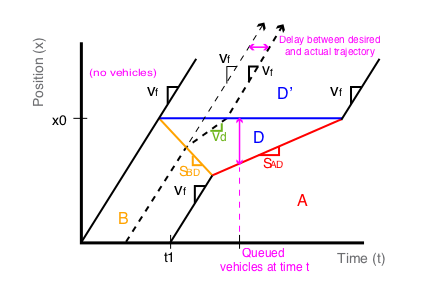 Position (x)
Delay between desired
and actual trajectory
(no vehicles)
vf
vf
vf
vf
D'
x0
vd
D
SBD
SAD
vf
A
B
t1
Queued
vehicles at time t
Time (t)